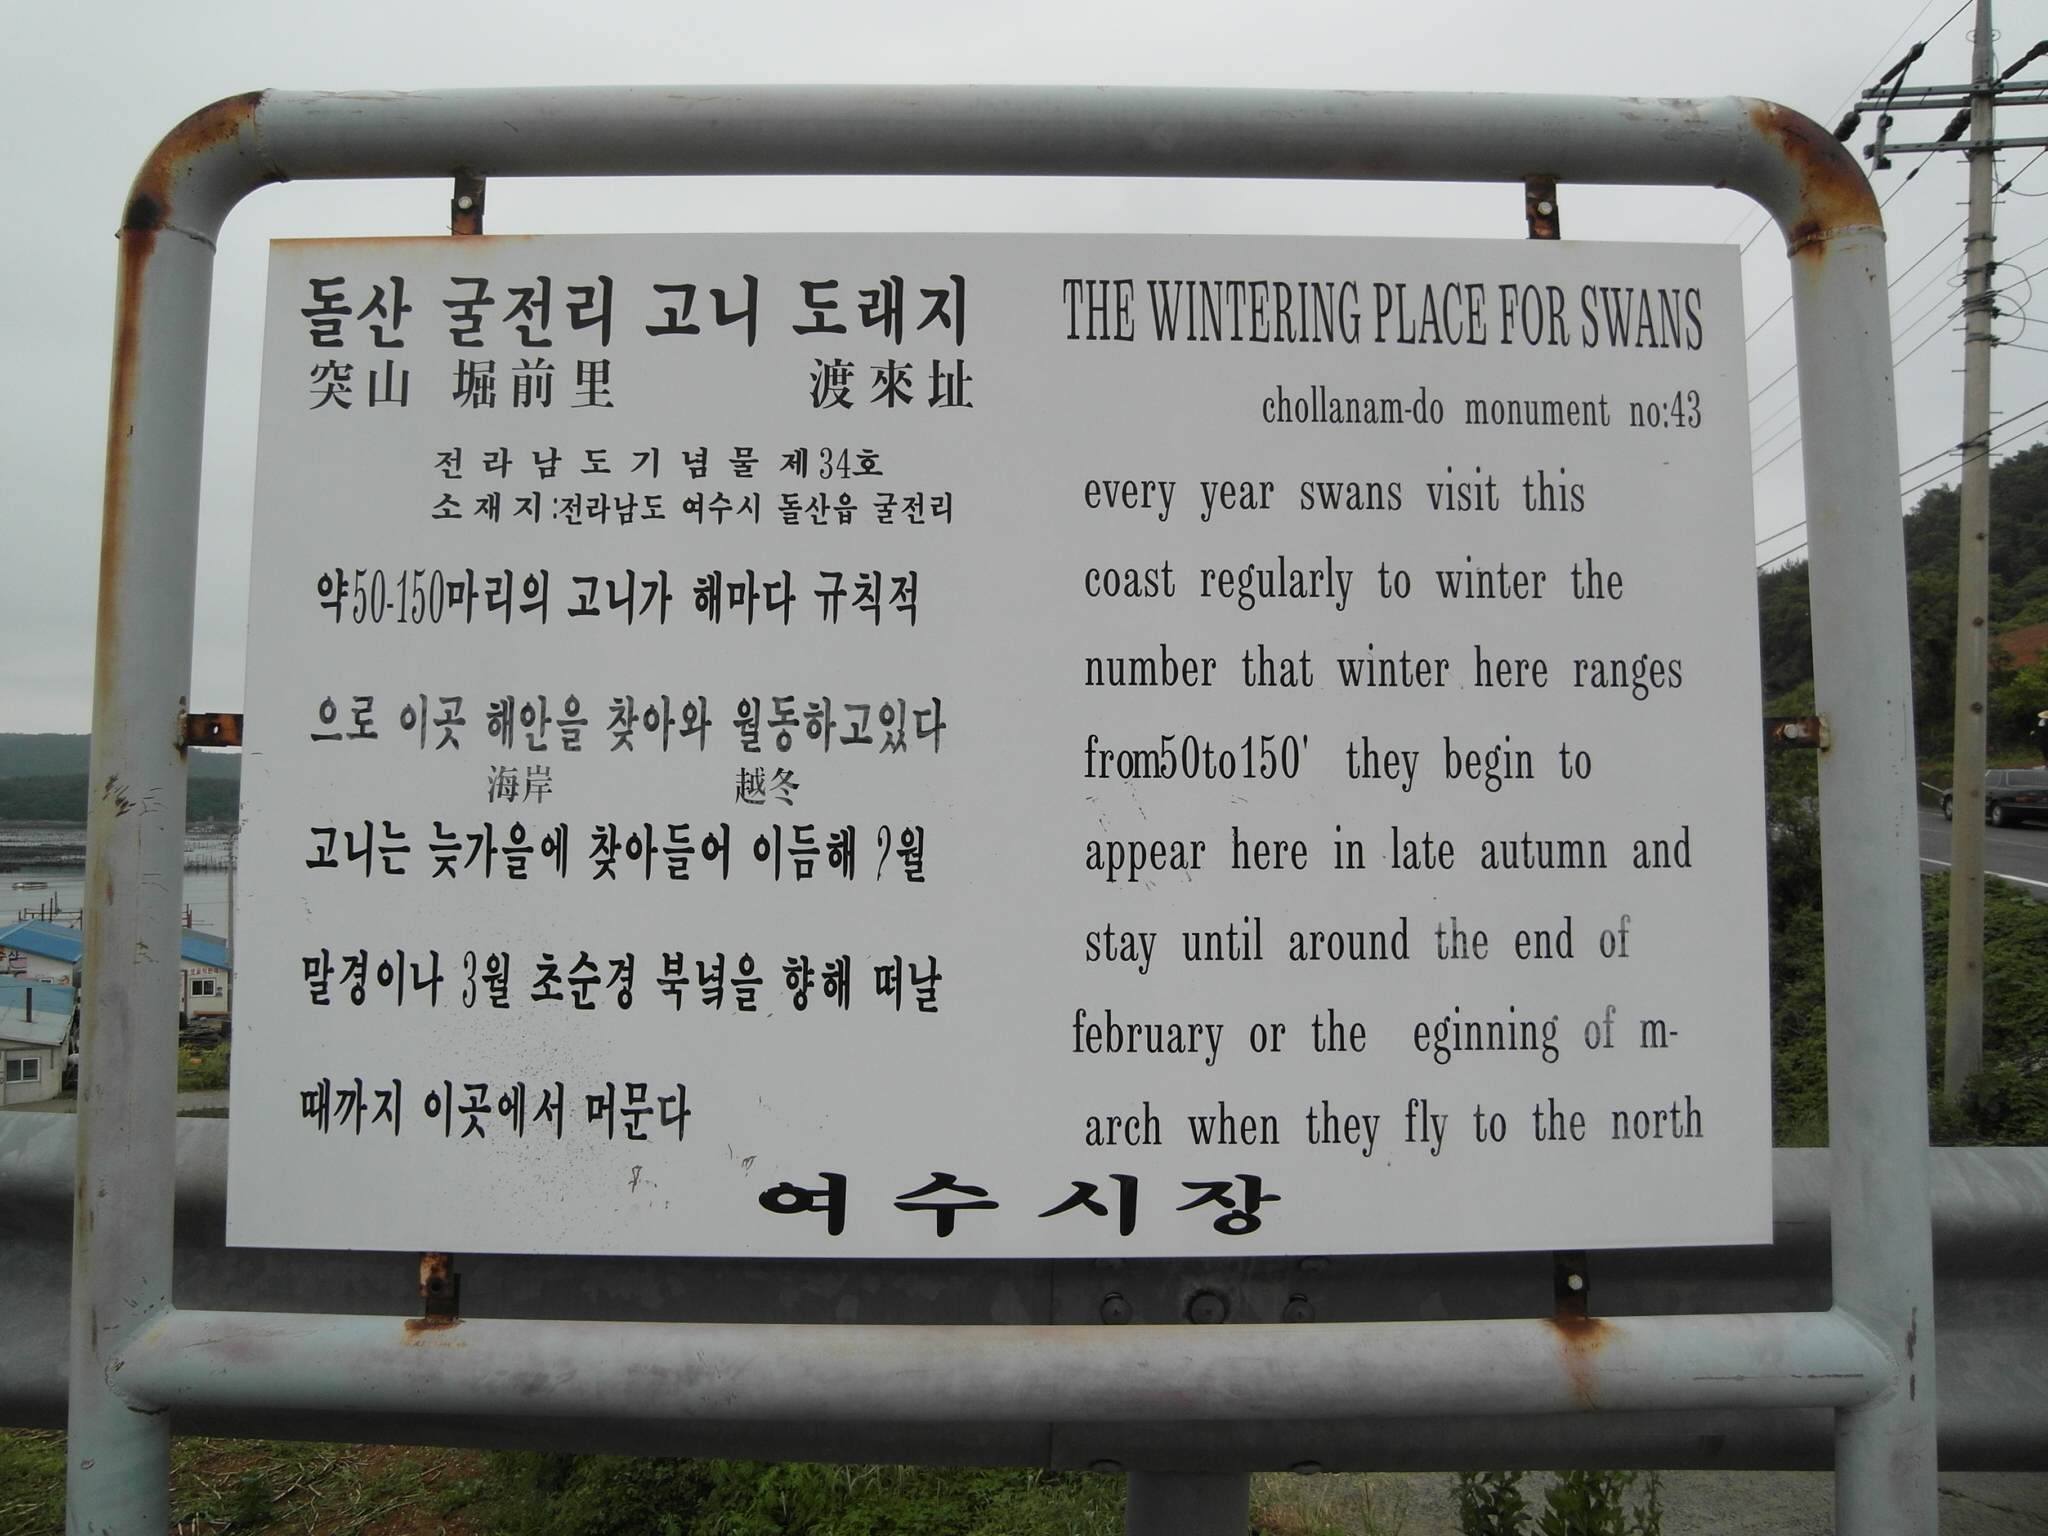 돌산 굴전리 고니 도래지
突山 堀前里 渡來址
전라남도기념물 제34호
소재지:전라남도 여수시 돌산읍 굴전리
약50-150마리의 고니가 해마다 규칙적
으로 이곳 해안을 찾아와 월동하고있다
海岸 越冬
고니는 늦가을에 찾아들어 이듬해 2월
말경이나 3월 초순경 북녘을 향해 떠날
때까지 이곳에서 머문다
THE WINTERING PLACE FOR SWANS
chollanam-do monument no:43
every year swans visit this
coast regularly to winter the
number that winter here ranges
from50to150' they begin to
appear here in late autumn and
stay until around the end of
february or the eginning of m-
arch when they fly to the north
여수시장